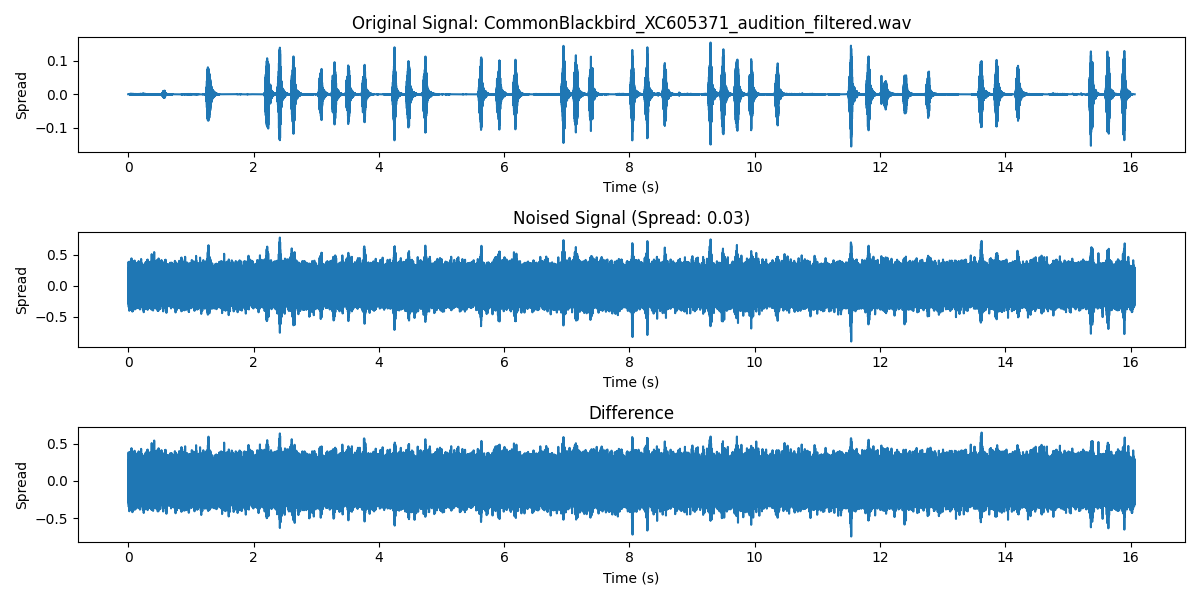 Original Signal: CommonBlackbird_XC605371_audition_filtered.wav
Spread
0.1
0.0
−0.1
0 2 4 6 8 10 12 14 16
Time (s)
Noised Signal (Spread: 0.03)
Spread
0.5
0.0
−0.5
0 2 4 6 8 10 12 14 16
Time (s)
Difference
Spread
0.5
0.0
−0.5
0 2 4 6 8 10 12 14 16
Time (s)